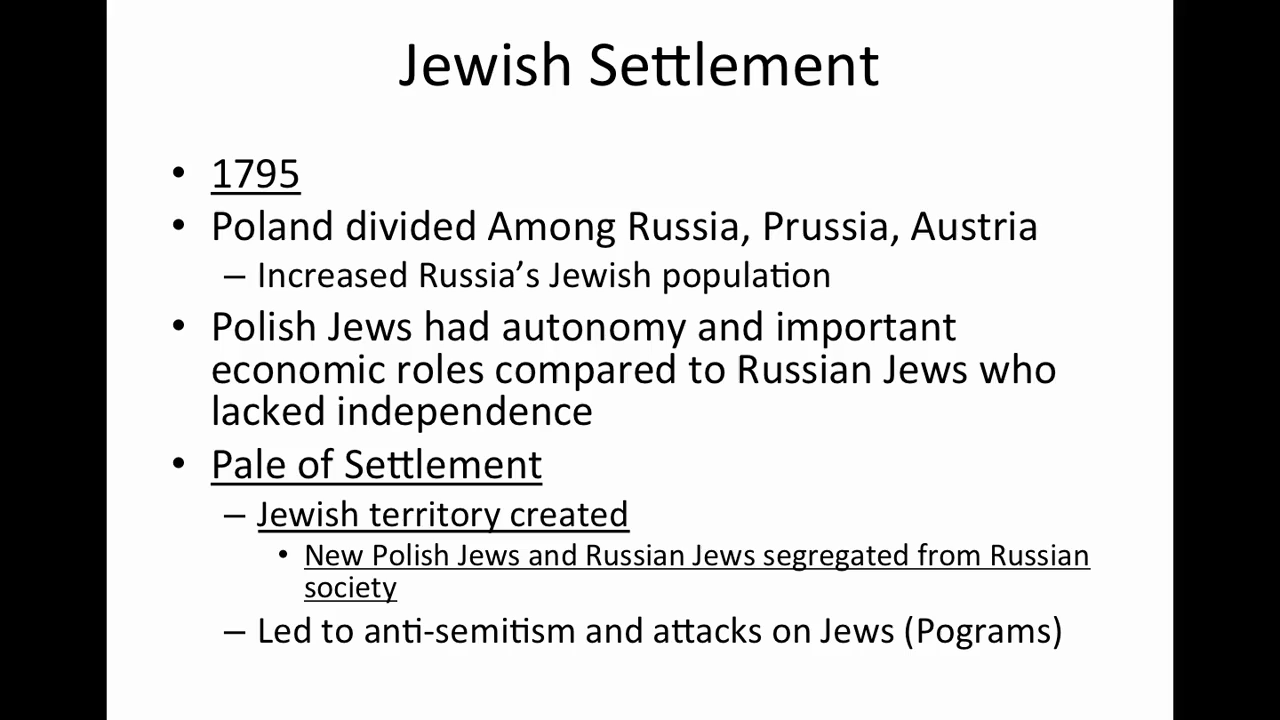 Jewish Settlement
• 1795
• Poland divided Among Russia, Prussia, Austria
– Increased Russia’s Jewish population
• Polish Jews had autonomy and important
economic roles compared to Russian Jews who
lacked independence
• Pale of Settlement
– Jewish territory created
• New Polish Jews and Russian Jews segregated from Russian
society
– Led to anti-semitism and attacks on Jews (Pograms)